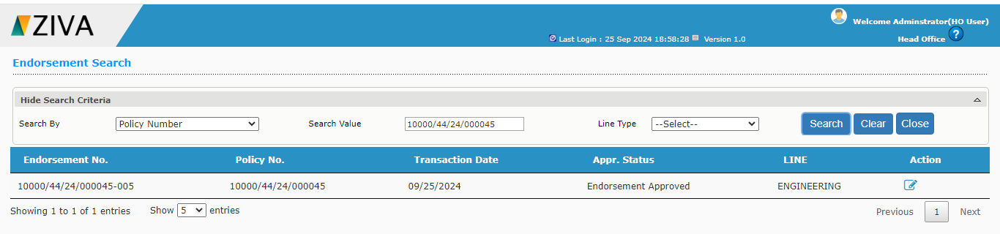 ZIVA
Welcome Adminstrator(HO User)
Last Login : 25 Sep 2024 18:58:28 Version 1.0
Head Office ?
Endorsement Search
Hide Search Criteria
Search By Policy Number Search Value 10000/44/24/000045 Line Type --Select-- Search Clear Close
Endorsement No. Policy No. Transaction Date Appr. Status LINE Action
10000/44/24/000045-005 10000/44/24/000045 09/25/2024 Endorsement Approved ENGINEERING
Showing 1 to 1 of 1 entries Show 5 entries Previous 1 Next